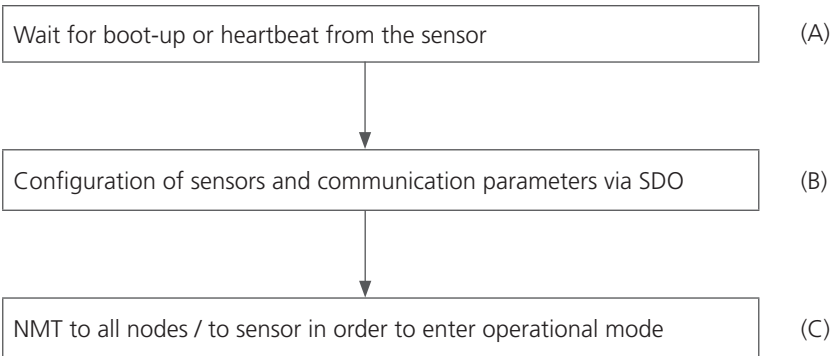 Wait for boot-up or heartbeat from the sensor (A)
Configuration of sensors and communication parameters via SDO (B)
NMT to all nodes / to sensor in order to enter operational mode (C)